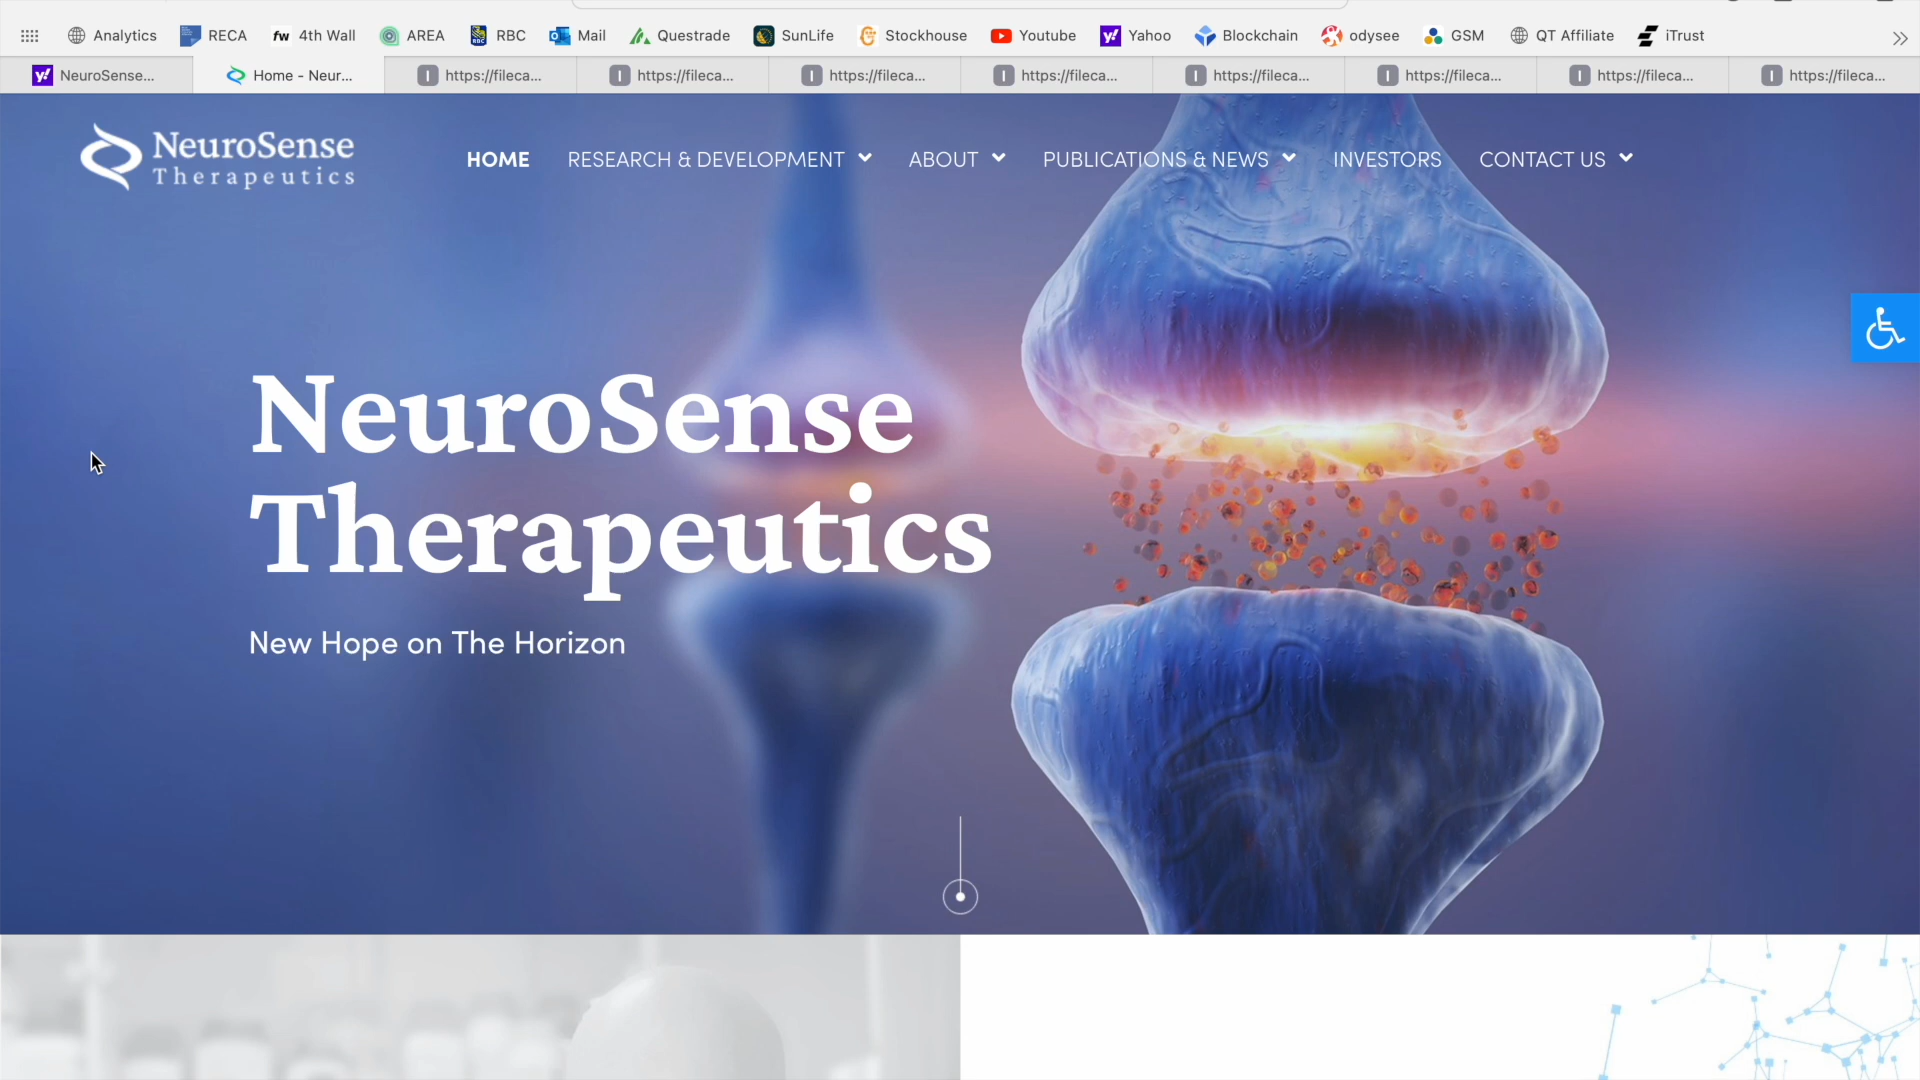 Analytics RECA fw 4th Wall AREA RBC RBC Mail Questrade SunLife Stockhouse Youtube y! Yahoo Blockchain odysee GSM QT Affiliate iTrust
y! NeuroSense... Home - Neur... I https://fileca... I https://fileca... I https://fileca... I https://fileca... I https://fileca... I https://fileca... I https://fileca... I https://fileca...
NeuroSense
Therapeutics
HOME RESEARCH & DEVELOPMENT ABOUT PUBLICATIONS & NEWS INVESTORS CONTACT US
NeuroSense
Therapeutics
New Hope on The Horizon